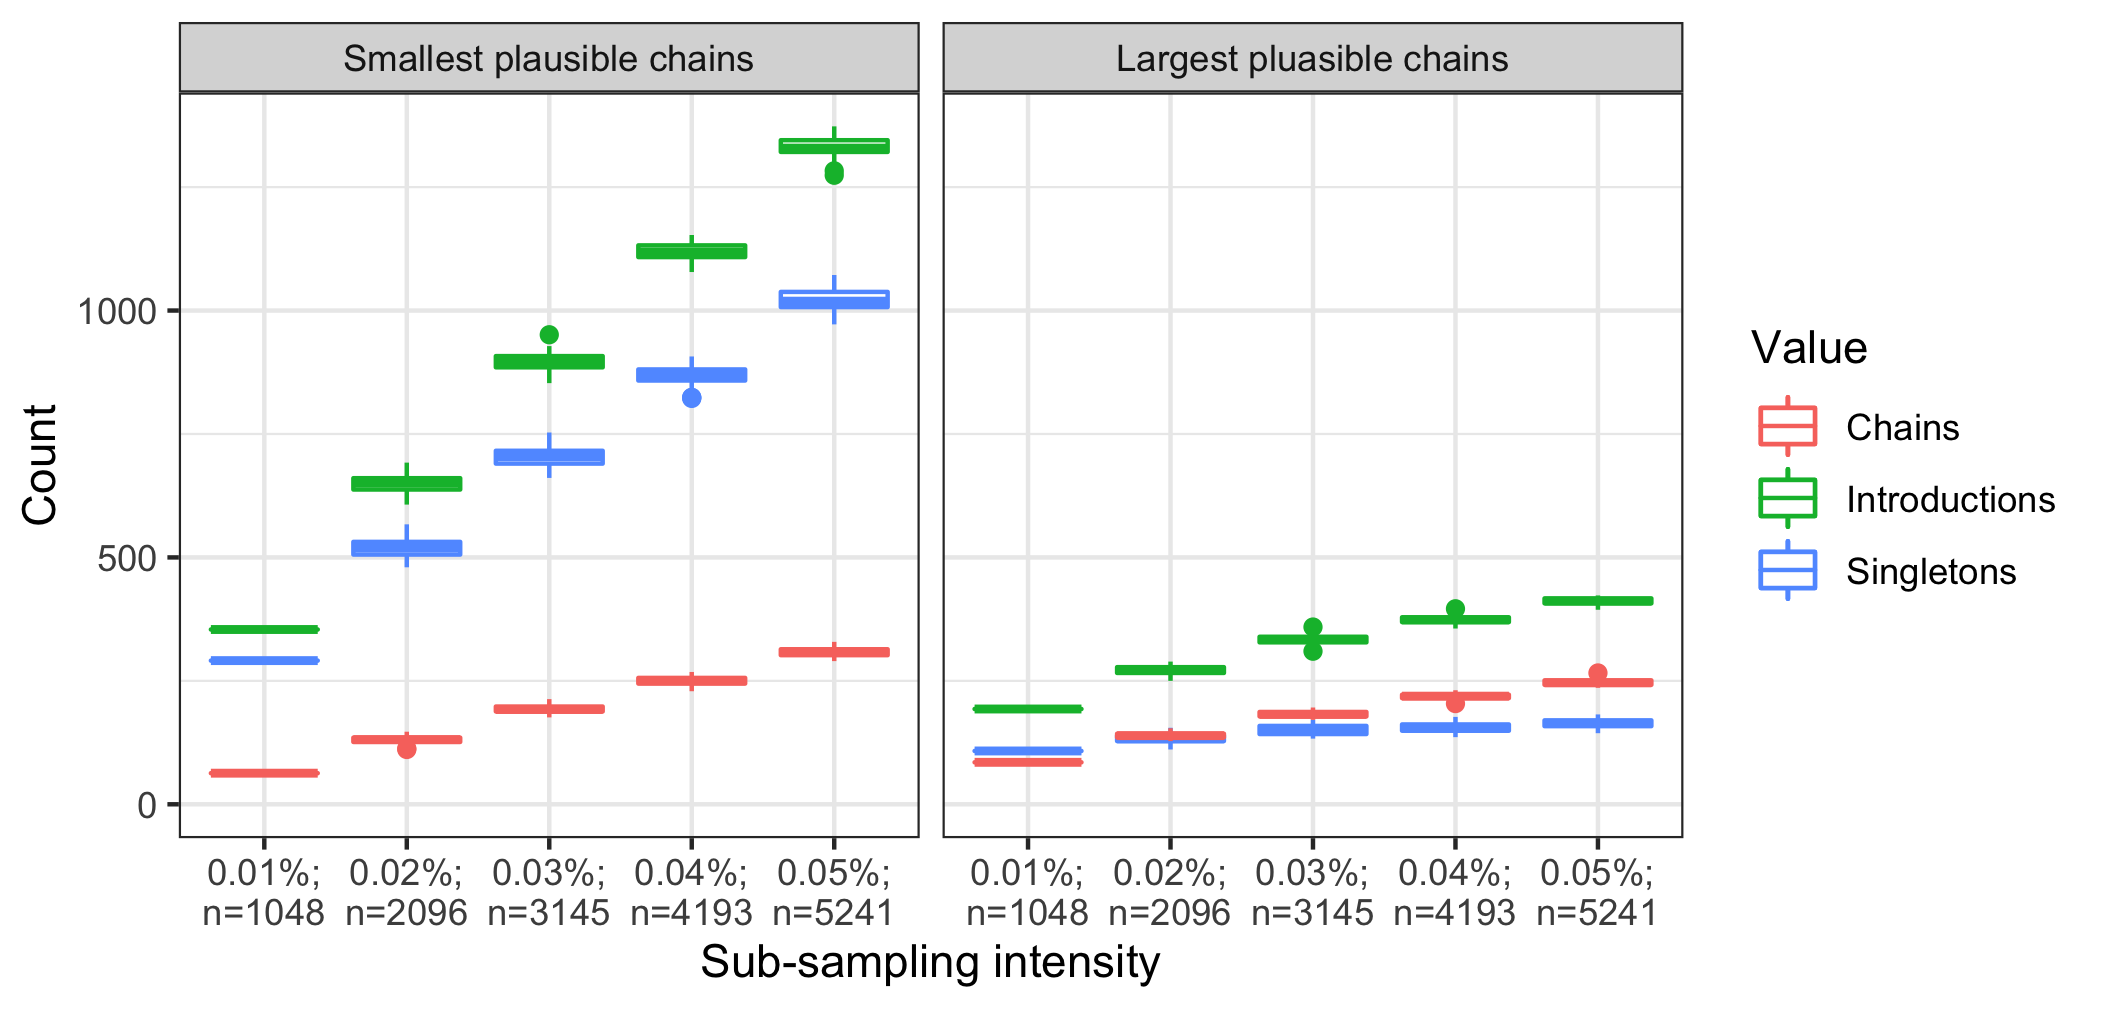 Smallest plausible chains
Largest pluasible chains
Count
1000
500
0
0.01%; 0.02%; 0.03%; 0.04%; 0.05%;
n=1048 n=2096 n=3145 n=4193 n=5241
0.01%; 0.02%; 0.03%; 0.04%; 0.05%;
n=1048 n=2096 n=3145 n=4193 n=5241
Sub-sampling intensity
Value
Chains
Introductions
Singletons